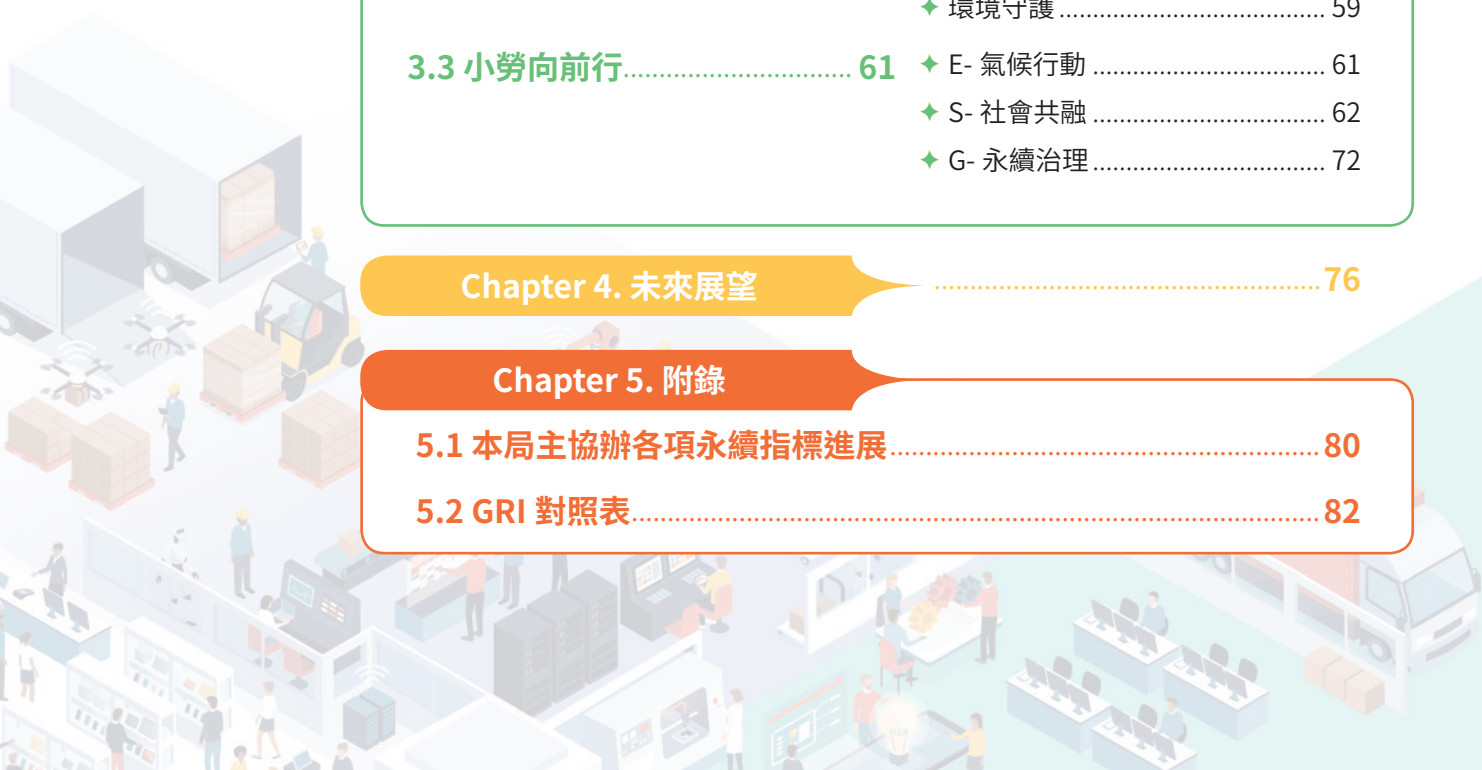 ✦ 環境守護 ........................................ 59
3.3 小勞向前行................................ 61 ✦ E- 氣候行動 ................................... 61
✦ S- 社會共融 ................................... 62
✦ G- 永續治理................................... 72
Chapter 4. 未來展望 ......................................................76
Chapter 5. 附錄
5.1 本局主協辦各項永續指標進展............................................................80
5.2 GRI 對照表................................................................................................82